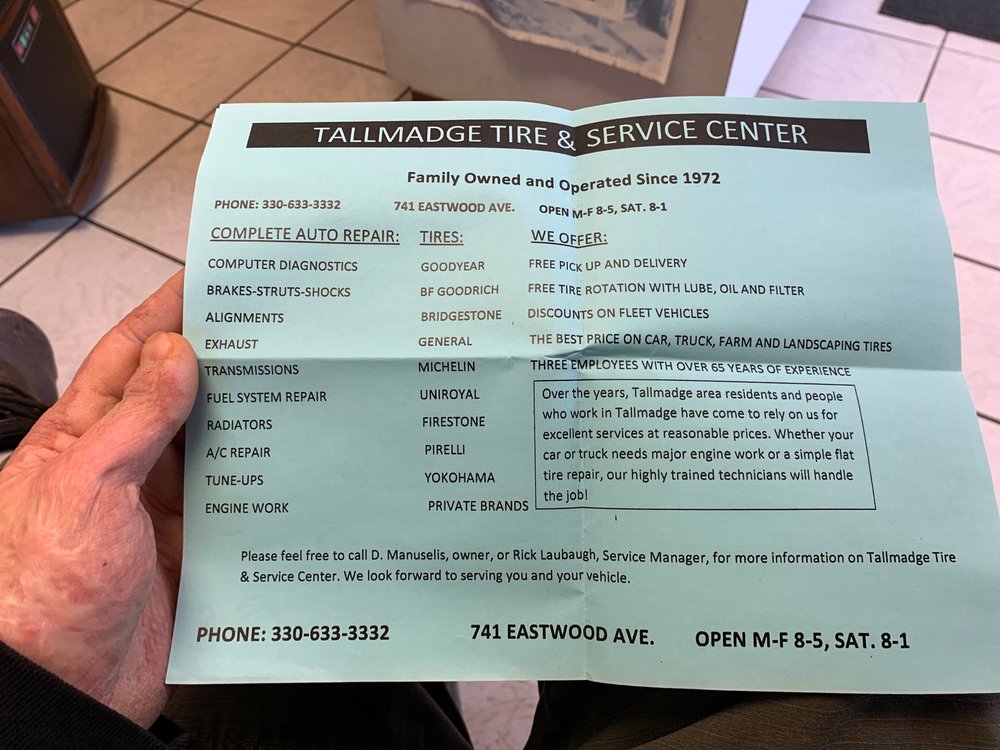 TALLMADGE TIRE & SERVICE CENTER
Family Owned and Operated Since 1972
PHONE: 330-633-3332 741 EASTWOOD AVE. OPEN M-F 8-5, SAT. 8-1
COMPLETE AUTO REPAIR: TIRES: WE OFFER:
COMPUTER DIAGNOSTICS GOODYEAR FREE PICK UP AND DELIVERY
BRAKES-STRUTS-SHOCKS BF GOODRICH FREE TIRE ROTATION WITH LUBE, OIL AND FILTER
ALIGNMENTS BRIDGESTONE DISCOUNTS ON FLEET VEHICLES
EXHAUST GENERAL THE BEST PRICE ON CAR, TRUCK, FARM AND LANDSCAPING TIRES
TRANSMISSIONS MICHELIN THREE EMPLOYEES WITH OVER 65 YEARS OF EXPERIENCE
FUEL SYSTEM REPAIR UNIROYAL
RADIATORS FIRESTONE
A/C REPAIR PIRELLI
TUNE-UPS YOKOHAMA
ENGINE WORK PRIVATE BRANDS
Over the years, Tallmadge area residents and people
who work in Tallmadge have come to rely on us for
excellent services at reasonable prices. Whether your
car or truck needs major engine work or a simple flat
tire repair, our highly trained technicians will handle
the job!
Please feel free to call D. Manuselis, owner, or Rick Laubaugh, Service Manager, for more information on Tallmadge Tire
& Service Center. We look forward to serving you and your vehicle.
PHONE: 330-633-3332 741 EASTWOOD AVE. OPEN M-F 8-5, SAT. 8-1